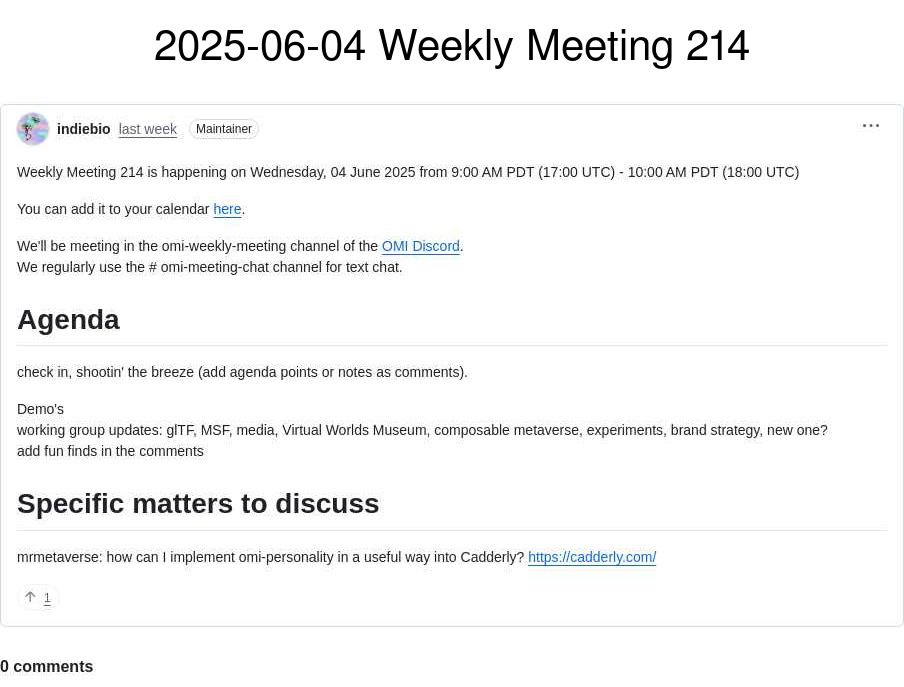 2025-06-04 Weekly Meeting 214
indiebio last week Maintainer
Weekly Meeting 214 is happening on Wednesday, 04 June 2025 from 9:00 AM PDT (17:00 UTC) - 10:00 AM PDT (18:00 UTC)
You can add it to your calendar here.
We'll be meeting in the omi-weekly-meeting channel of the OMI Discord.
We regularly use the # omi-meeting-chat channel for text chat.
Agenda
check in, shootin' the breeze (add agenda points or notes as comments).
Demo's
working group updates: glTF, MSF, media, Virtual Worlds Museum, composable metaverse, experiments, brand strategy, new one?
add fun finds in the comments
Specific matters to discuss
mrmetaverse: how can I implement omi-personality in a useful way into Cadderly? https://cadderly.com/
1
0 comments